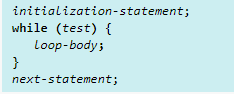 initialization-statement;
while (test) {
   loop-body;
}
next-statement;